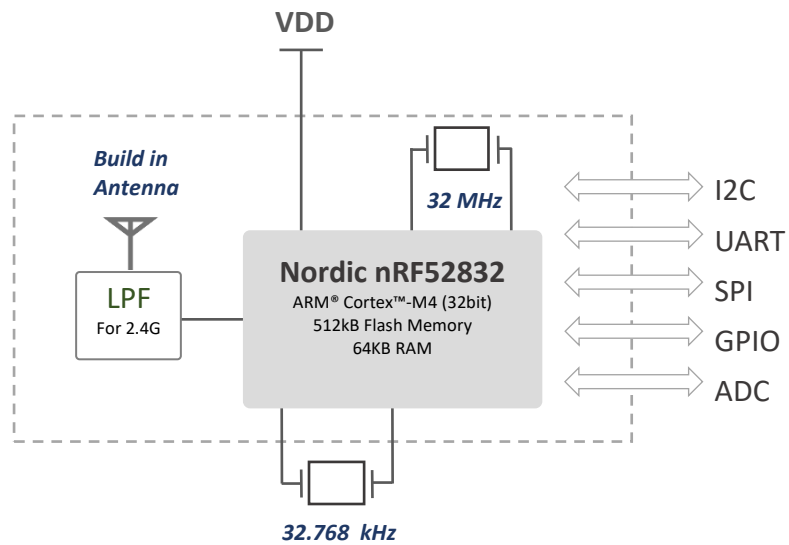 VDD
Build in
Antenna
32 MHz
I2C
UART
SPI
GPIO
ADC
Nordic nRF52832
ARM® Cortex™-M4 (32bit)
512kB Flash Memory
64KB RAM
LPF
For 2.4G
32.768 kHz